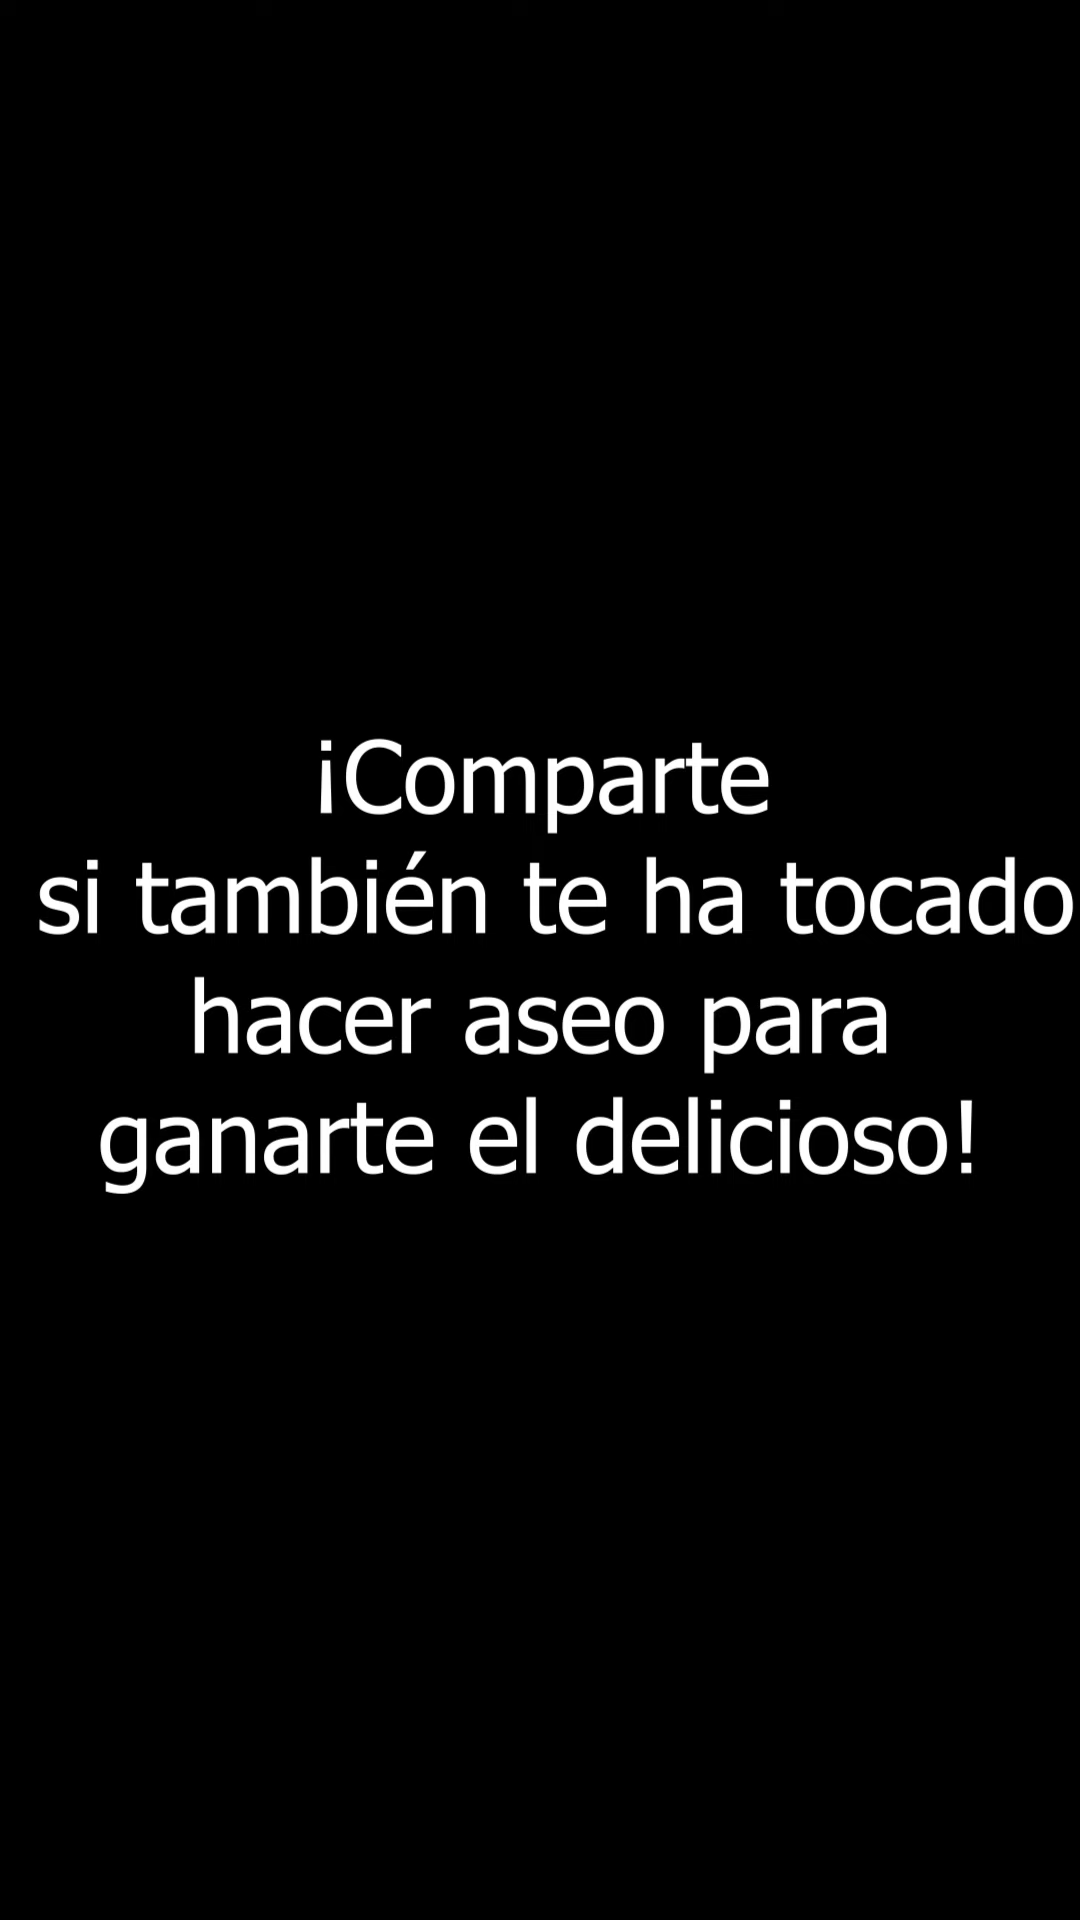 ¡Comparte
si también te ha tocado
hacer aseo para
ganarte el delicioso!